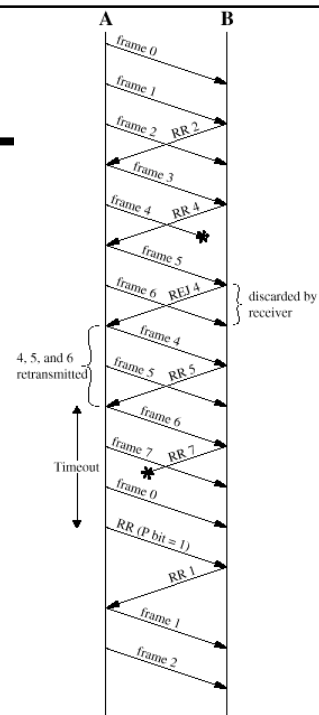 A B
frame 0
frame 1
frame 2
RR 2
frame 3
frame 4
RR 4
frame 5
frame 6
REJ 4
discarded by
receiver
frame 4
4, 5, and 6
retransmitted
frame 5
RR 5
frame 6
frame 7
RR 7
Timeout
frame 0
RR (P bit = 1)
RR 1
frame 1
frame 2